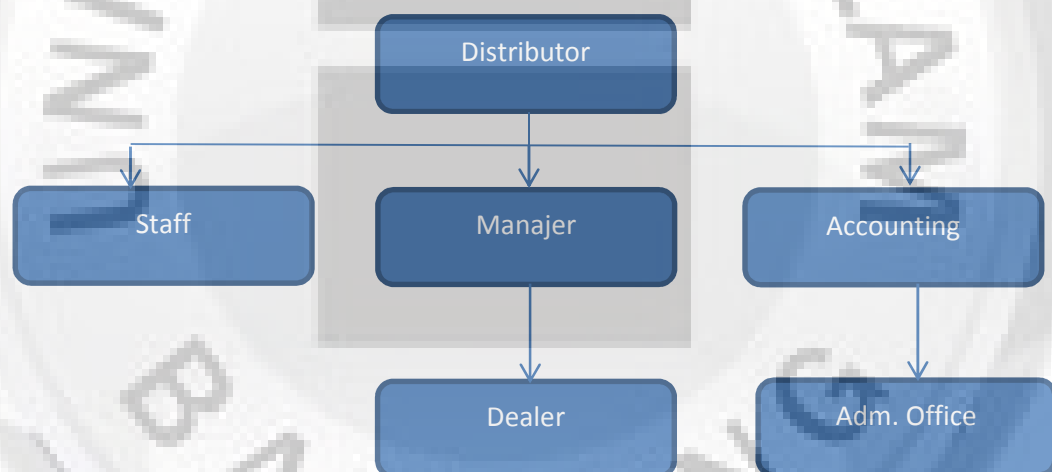 Distributor
Staff
Manajer
Accounting
Dealer
Adm. Office